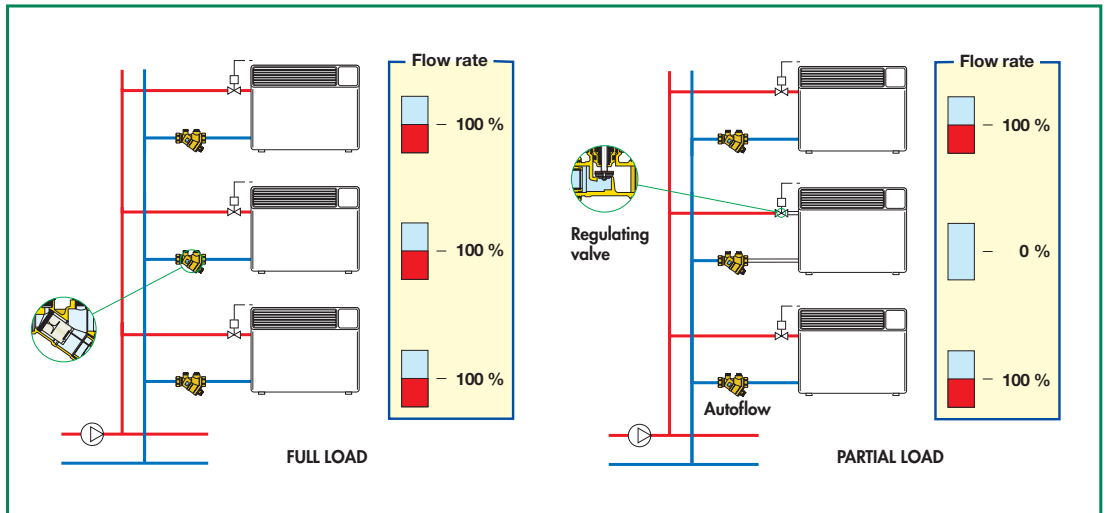 Flow rate
100 %
100 %
100 %
FULL LOAD
Flow rate
100 %
Regulating
valve
0 %
100 %
Autoflow
PARTIAL LOAD